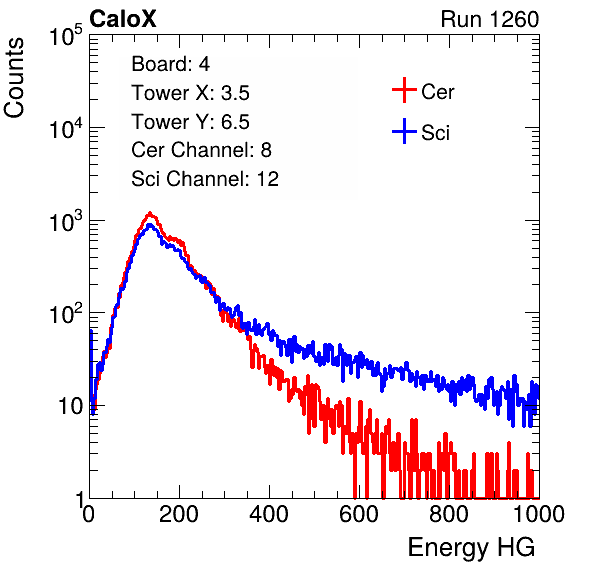 CaloX Run 1260
Counts
10^5
10^4
10^3
10^2
10
1
Board: 4
Tower X: 3.5
Tower Y: 6.5
Cer Channel: 8
Sci Channel: 12
Cer
Sci
0 200 400 600 800 1000
Energy HG